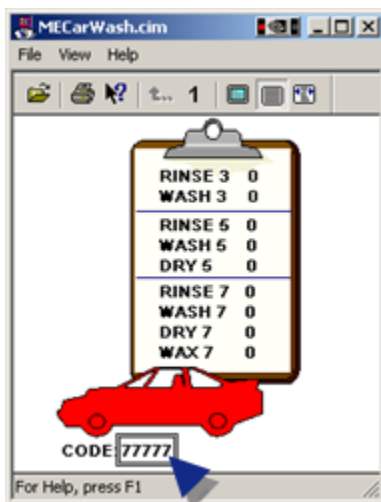 MECarWash.cim
File View Help
1
RINSE 3 0
WASH 3 0
RINSE 5 0
WASH 5 0
DRY 5 0
RINSE 7 0
WASH 7 0
DRY 7 0
WAX 7 0
CODE: 77777
For Help, press F1